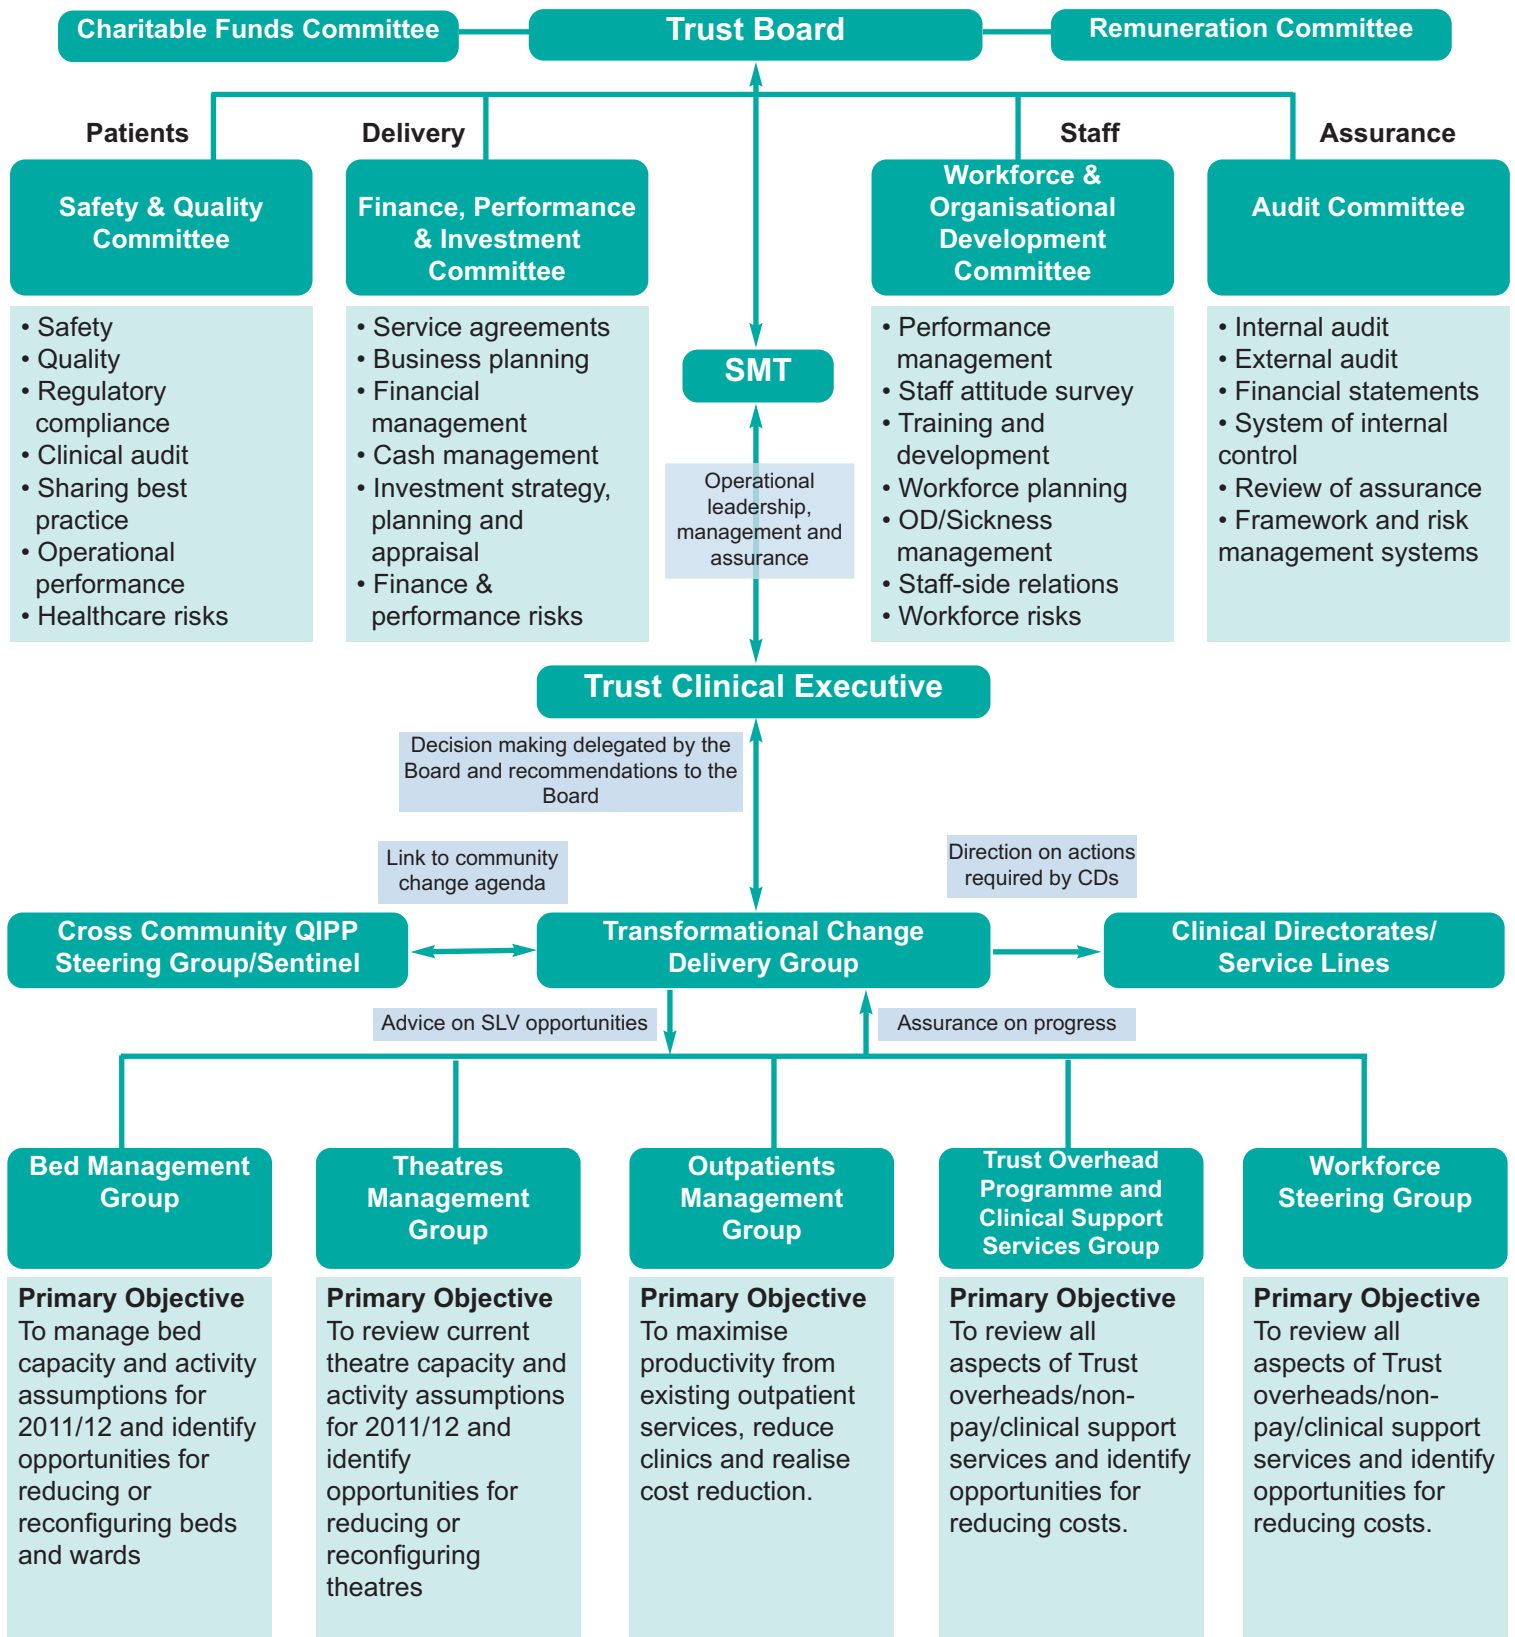 Charitable Funds Committee
Trust Board
Remuneration Committee
Patients
Delivery
Staff
Assurance
Safety & Quality
Committee
• Safety
• Quality
• Regulatory
compliance
• Clinical audit
• Sharing best
practice
• Operational
performance
• Healthcare risks
Finance, Performance
& Investment
Committee
• Service agreements
• Business planning
• Financial
management
• Cash management
• Investment strategy,
planning and
appraisal
• Finance &
performance risks
SMT
Operational
leadership,
management and
assurance
Workforce &
Organisational
Development
Committee
• Performance
management
• Staff attitude survey
• Training and
development
• Workforce planning
• OD/Sickness
management
• Staff-side relations
• Workforce risks
Audit Committee
• Internal audit
• External audit
• Financial statements
• System of internal
control
• Review of assurance
• Framework and risk
management systems
Trust Clinical Executive
Decision making delegated by the
Board and recommendations to the
Board
Link to community
change agenda
Direction on actions
required by CDs
Cross Community QIPP
Steering Group/Sentinel
Transformational Change
Delivery Group
Clinical Directorates/
Service Lines
Advice on SLV opportunities
Assurance on progress
Bed Management
Group
Primary Objective
To manage bed
capacity and activity
assumptions for
2011/12 and identify
opportunities for
reducing or
reconfiguring beds
and wards
Theatres
Management
Group
Primary Objective
To review current
theatre capacity and
activity assumptions
for 2011/12 and
identify
opportunities for
reducing or
reconfiguring
theatres
Outpatients
Management
Group
Primary Objective
To maximise
productivity from
existing outpatient
services, reduce
clinics and realise
cost reduction.
Trust Overhead
Programme and
Clinical Support
Services Group
Primary Objective
To review all
aspects of Trust
overheads/non-
pay/clinical support
services and identify
opportunities for
reducing costs.
Workforce
Steering Group
Primary Objective
To review all
aspects of Trust
overheads/non-
pay/clinical support
services and identify
opportunities for
reducing costs.